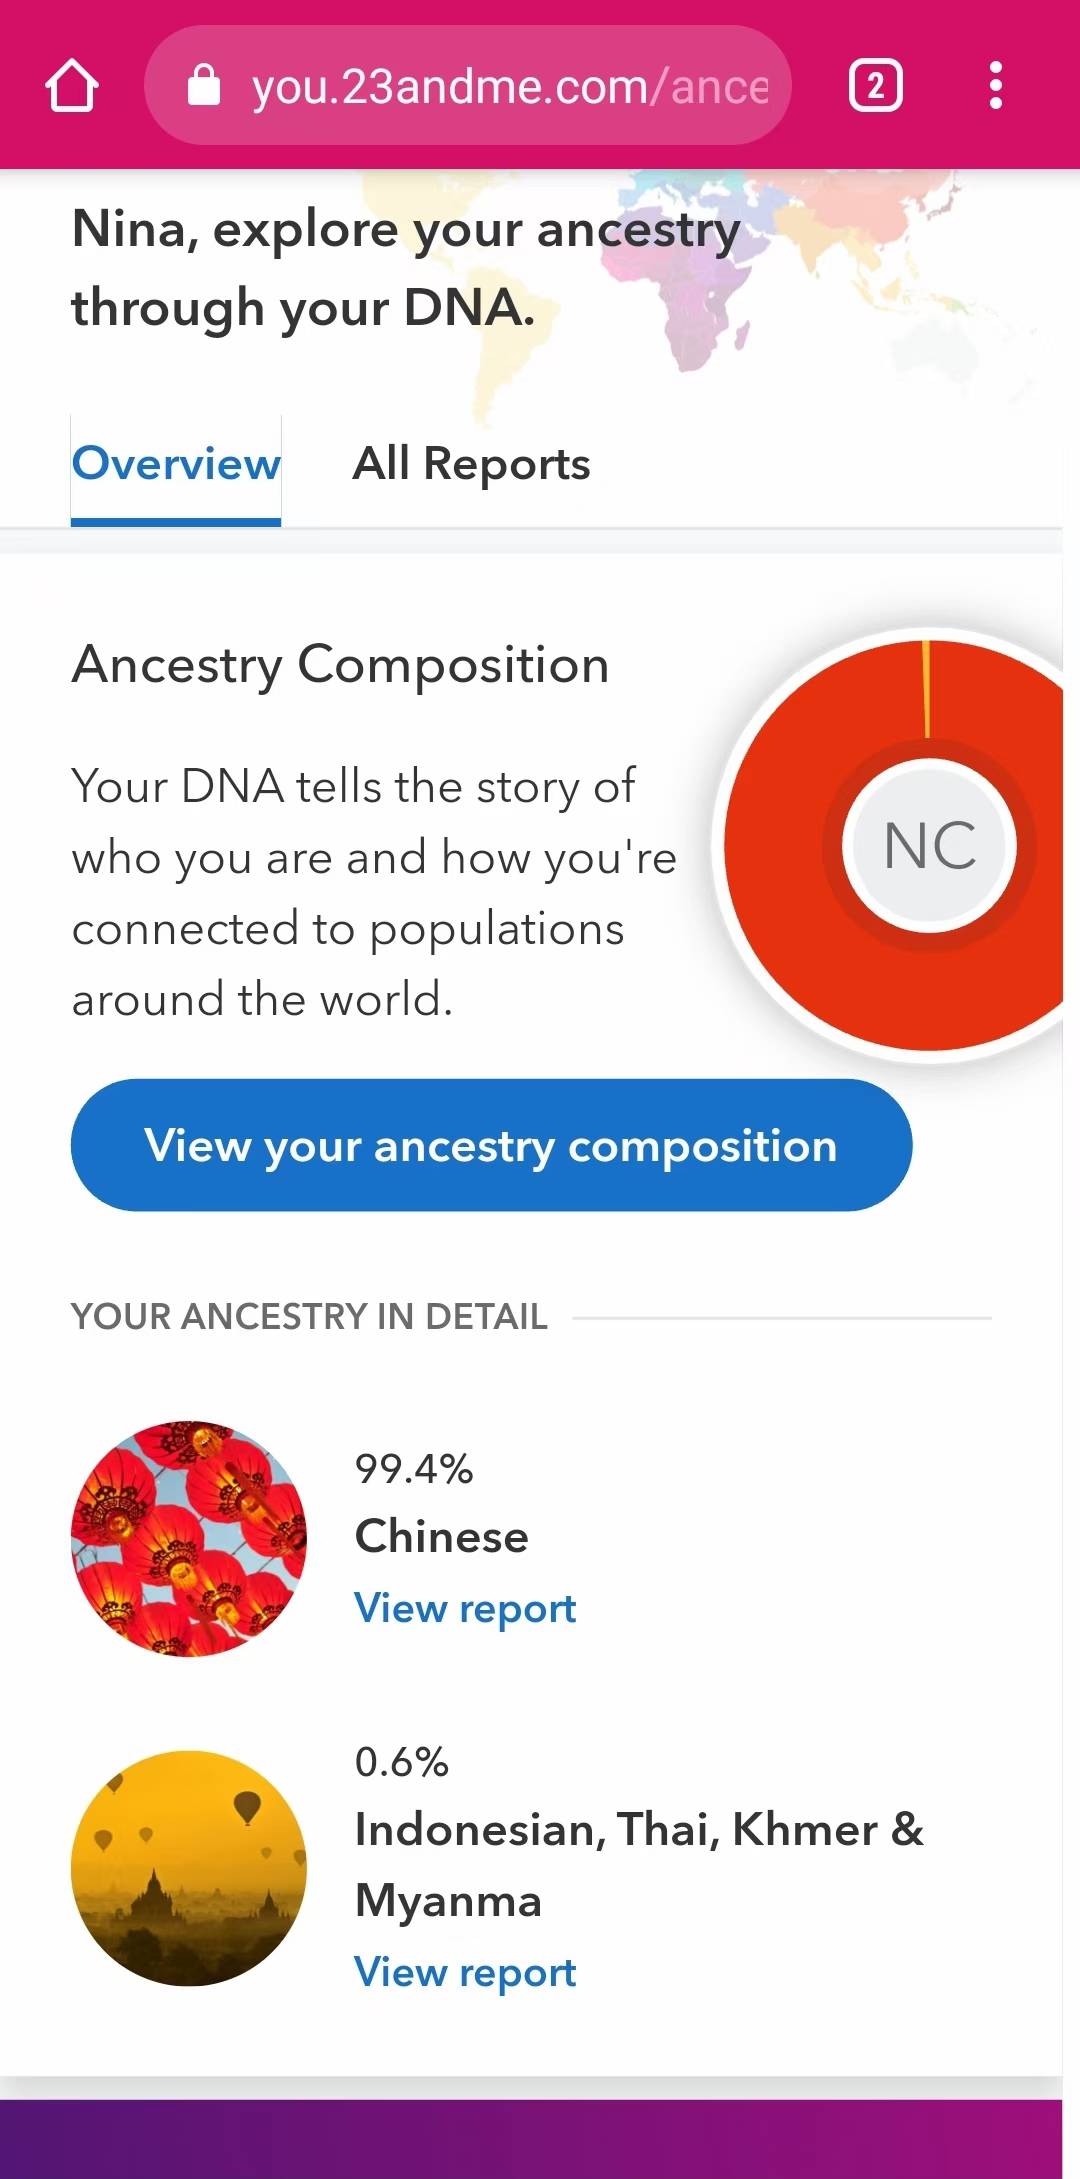 you.23andme.com/ance
2
Nina, explore your ancestry
through your DNA.
Overview
All Reports
Ancestry Composition
Your DNA tells the story of
who you are and how you're
connected to populations
around the world.
NC
View your ancestry composition
YOUR ANCESTRY IN DETAIL
99.4%
Chinese
View report
0.6%
Indonesian, Thai, Khmer &
Myanma
View report